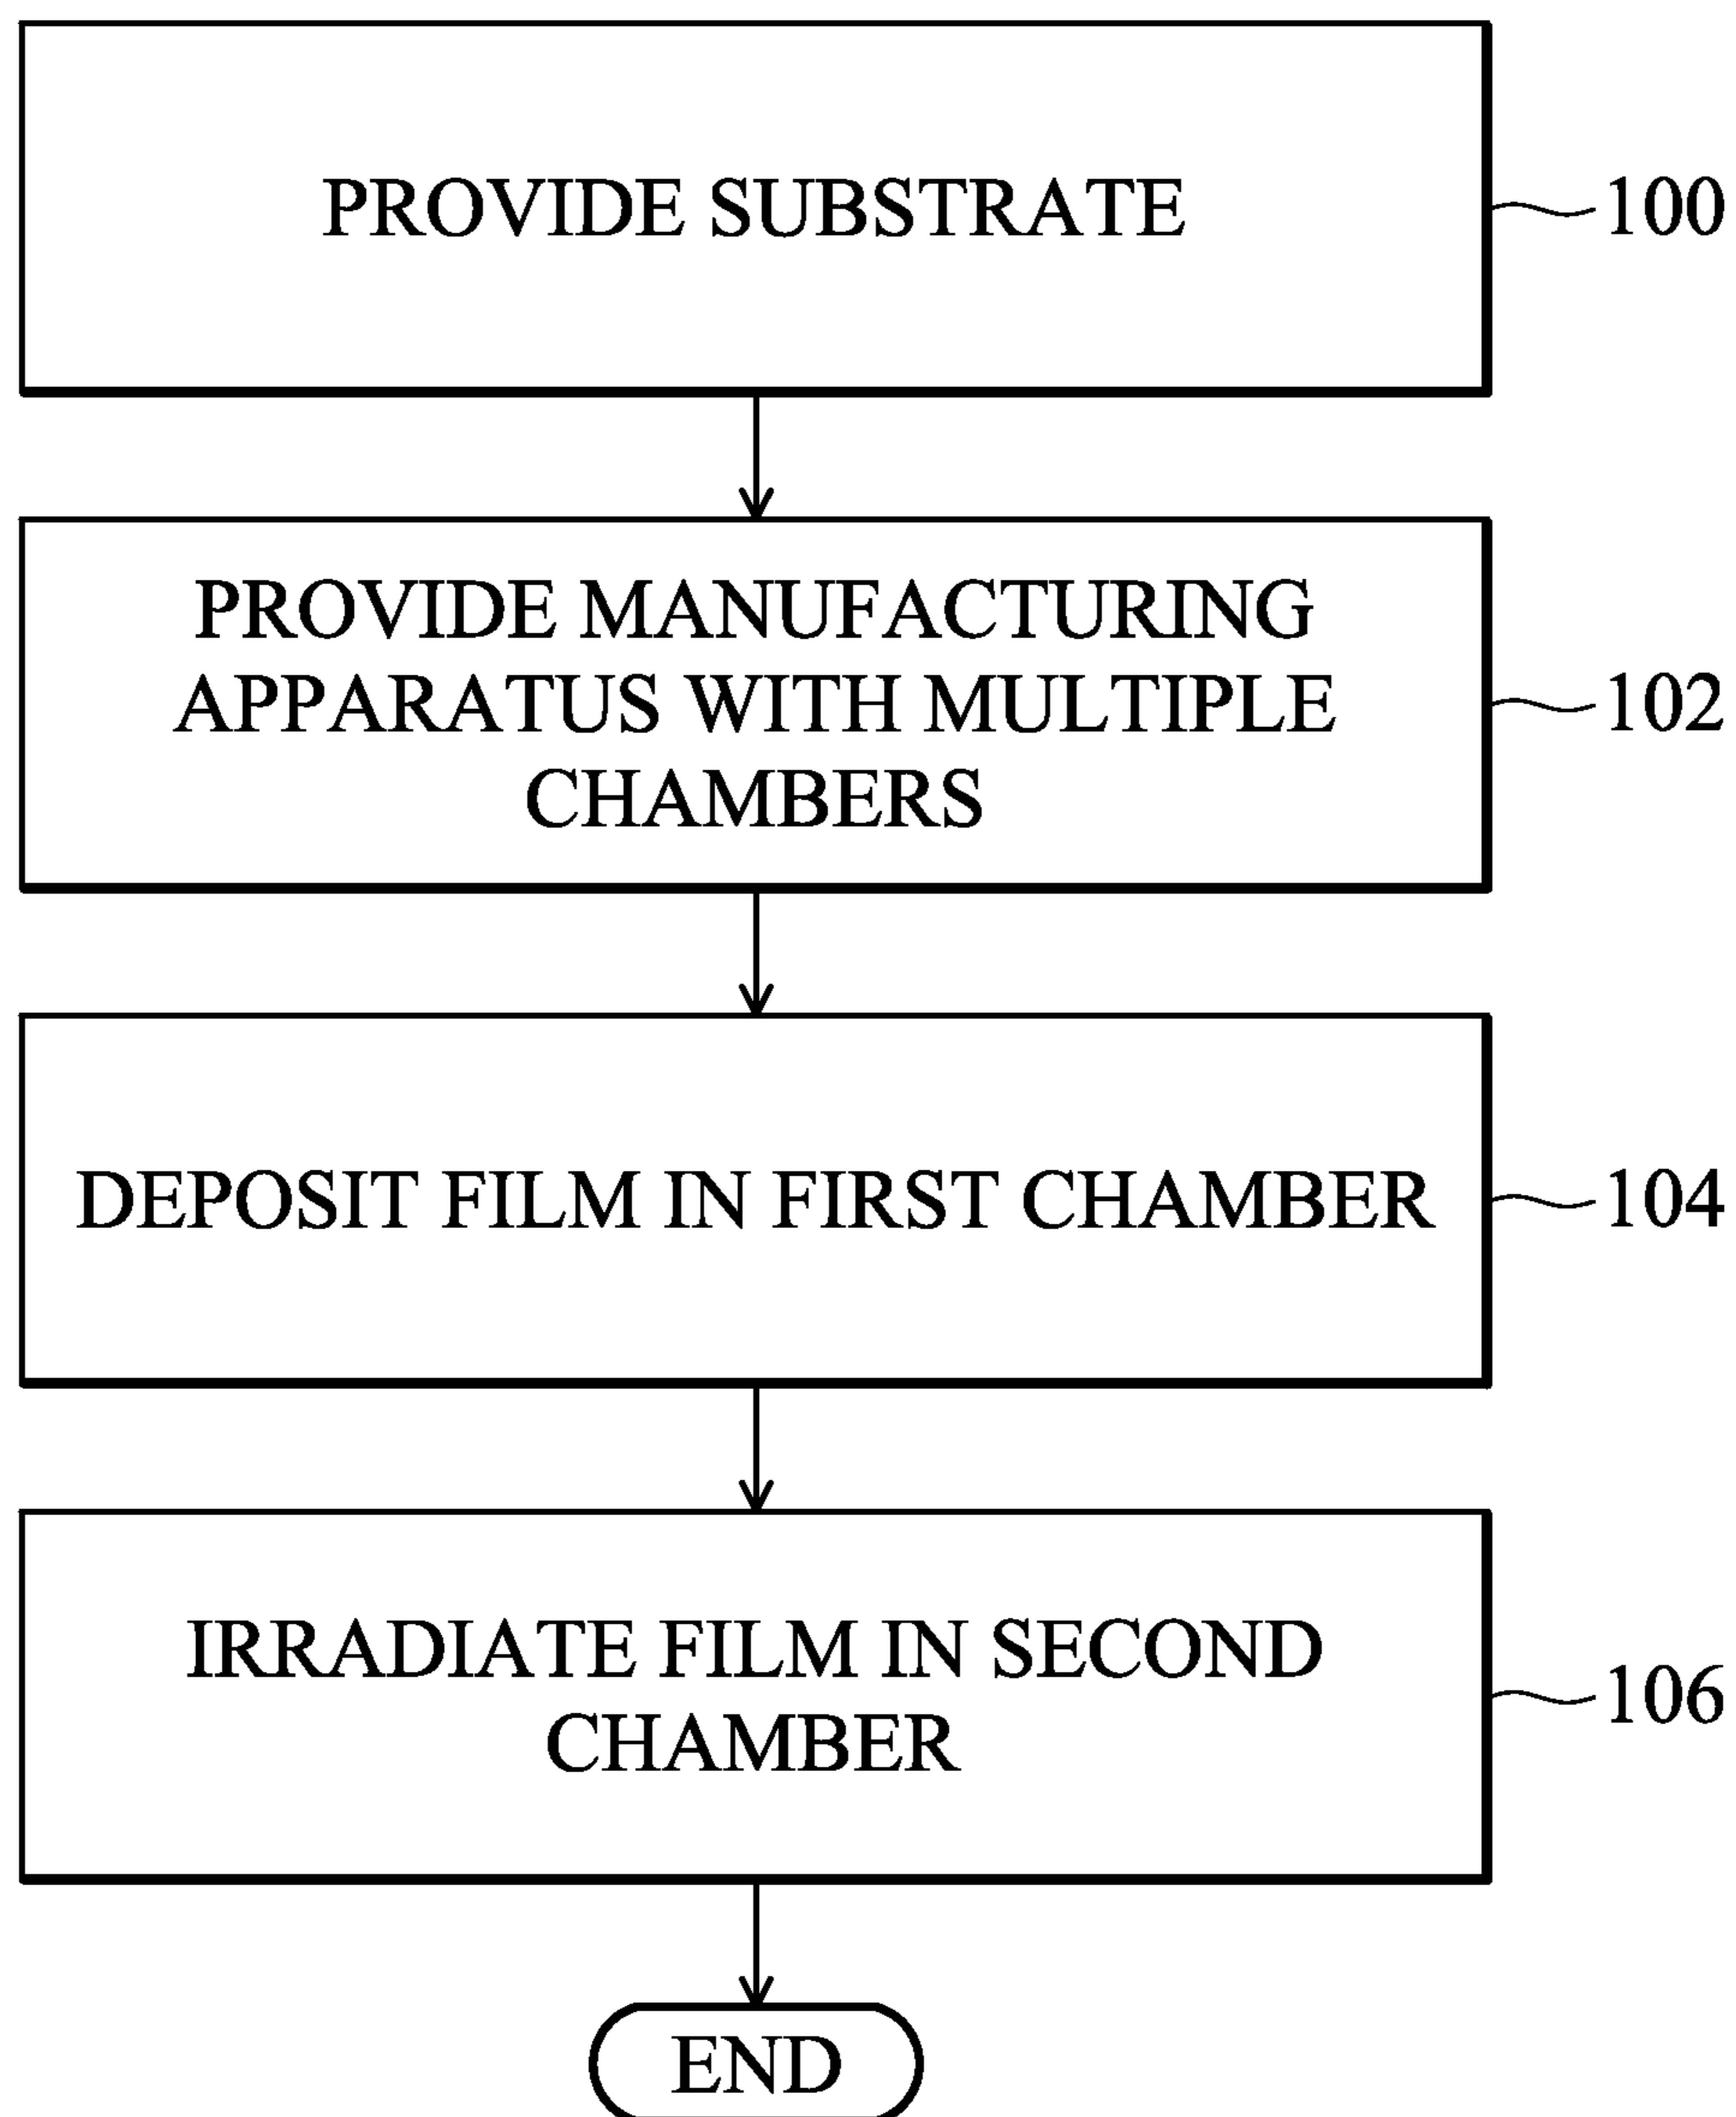 PROVIDE SUBSTRATE
100
PROVIDE MANUFACTURING
APPARATUS WITH MULTIPLE
CHAMBERS
102
DEPOSIT FILM IN FIRST CHAMBER
104
IRRADIATE FILM IN SECOND
CHAMBER
106
END